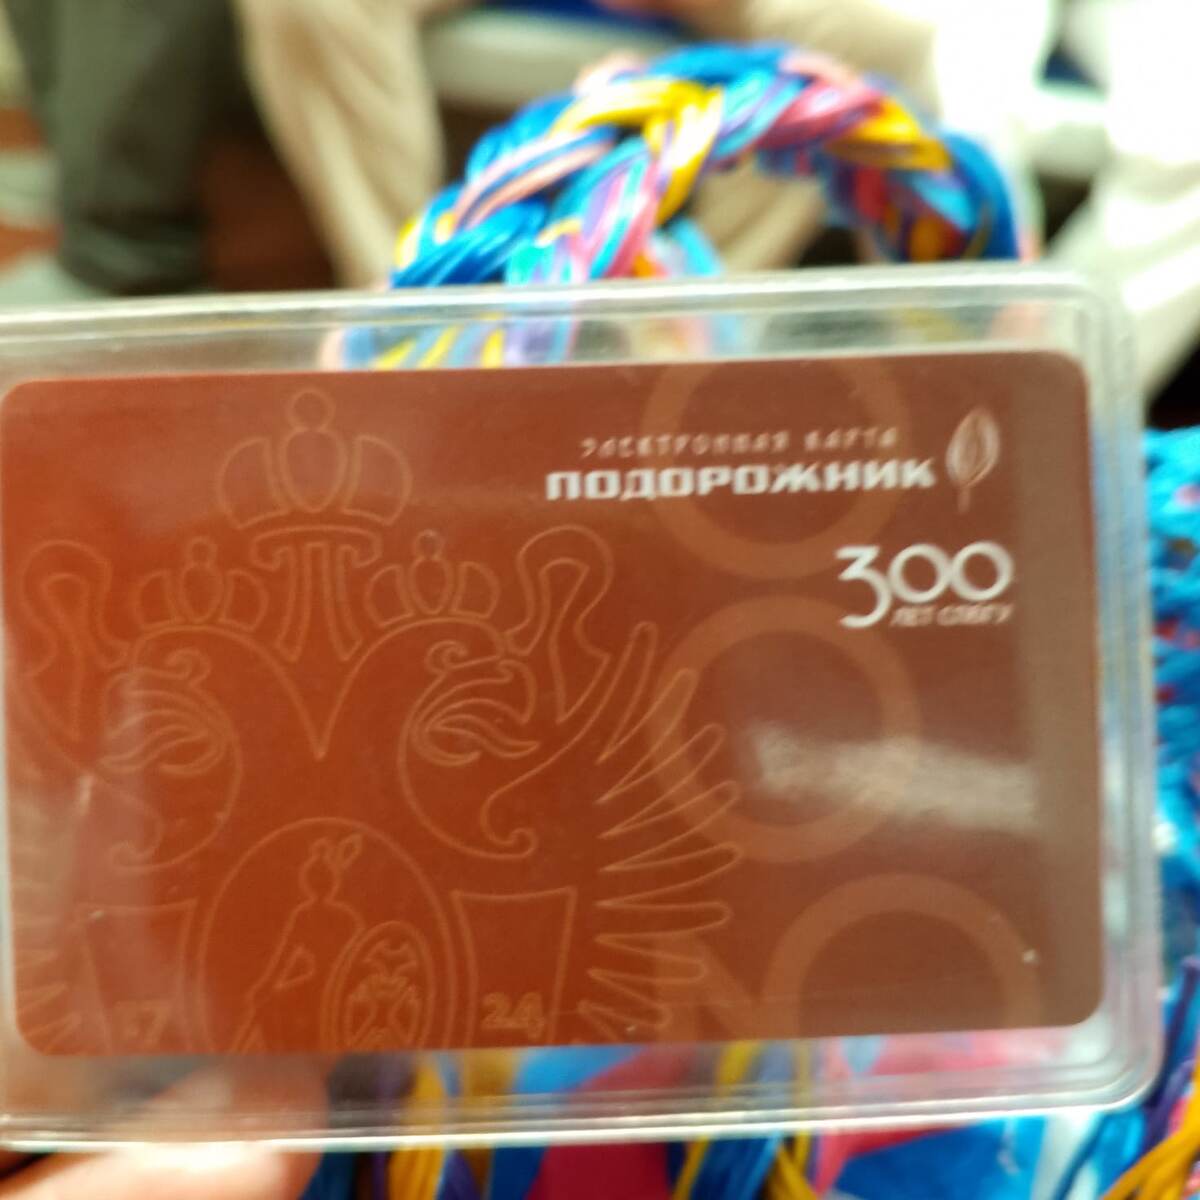 ЭЛЕКТРОННАЯ КАРТА
ПОДОРОЖНИК
300
ЛЕТ СПБГУ
17 24